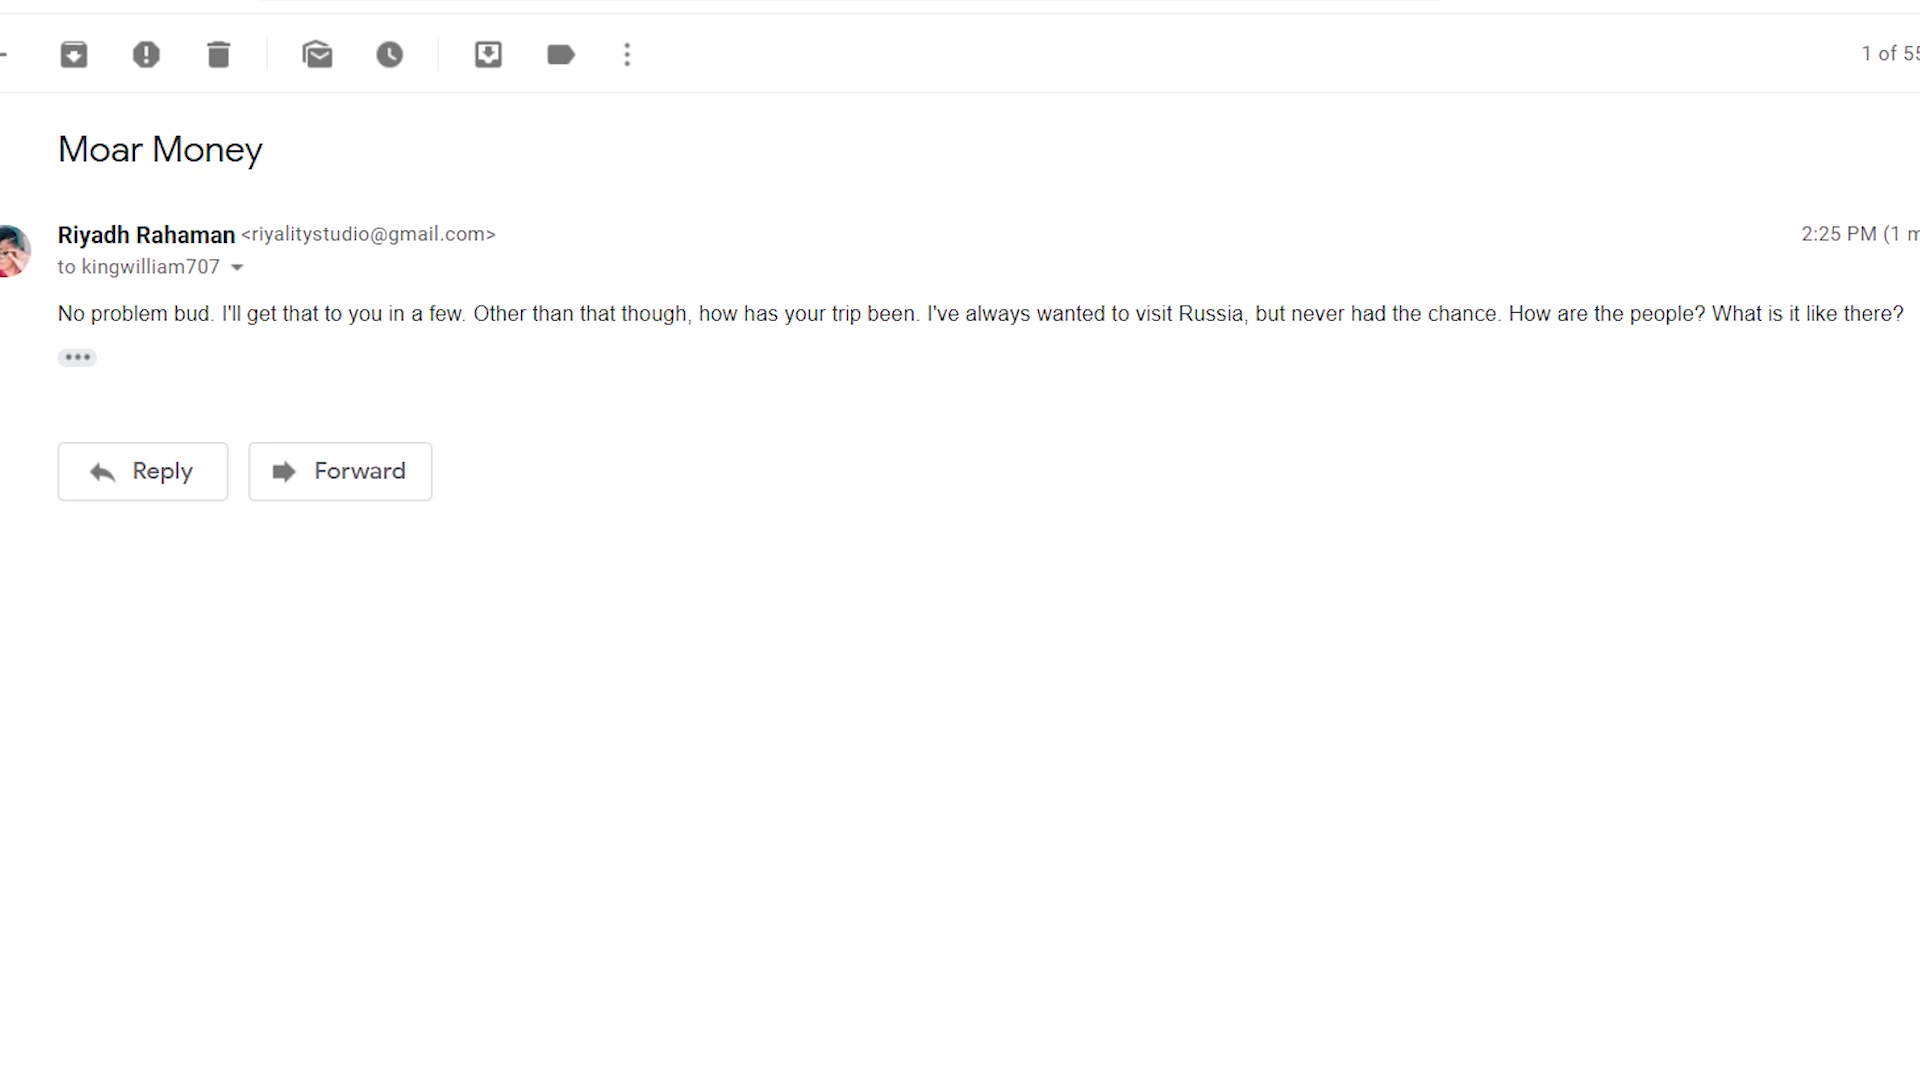 1 of 55
Moar Money
Riyadh Rahaman <riyalitystudio@gmail.com>
2:25 PM (1 m
to kingwilliam707
No problem bud. I'll get that to you in a few. Other than that though, how has your trip been. I've always wanted to visit Russia, but never had the chance. How are the people? What is it like there?
Reply
Forward